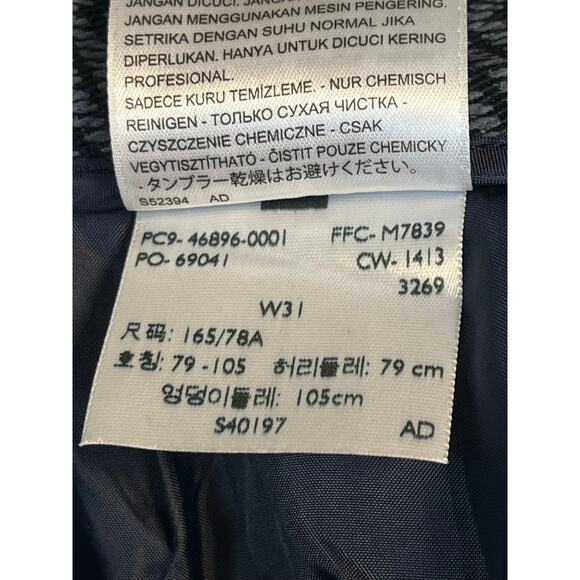 JANGAN DICUCI. JANGAN
JANGAN MENGGUNAKAN MESIN PENGERING.
SETRIKA DENGAN SUHU NORMAL JIKA
DIPERLUKAN. HANYA UNTUK DICUCI KERING
PROFESIONAL.
SADECE KURU TEMİZLEME. - NUR CHEMISCH
REINIGEN - ТОЛЬКО СУХАЯ ЧИСТКА -
CZYSZCZENIE CHEMICZNE - CSAK
VEGYTISZTÍTHATÓ - ČISTIT POUZE CHEMICKY
- タンブラー乾燥はお避けください。
S52394 AD
PC9- 46896-0001 FFC- M7839
PO- 69041 CW- 1413
3269
W31
尺码: 165/78A
호칭: 79 -105 허리둘레: 79 cm
엉덩이둘레: 105cm
S40197 AD